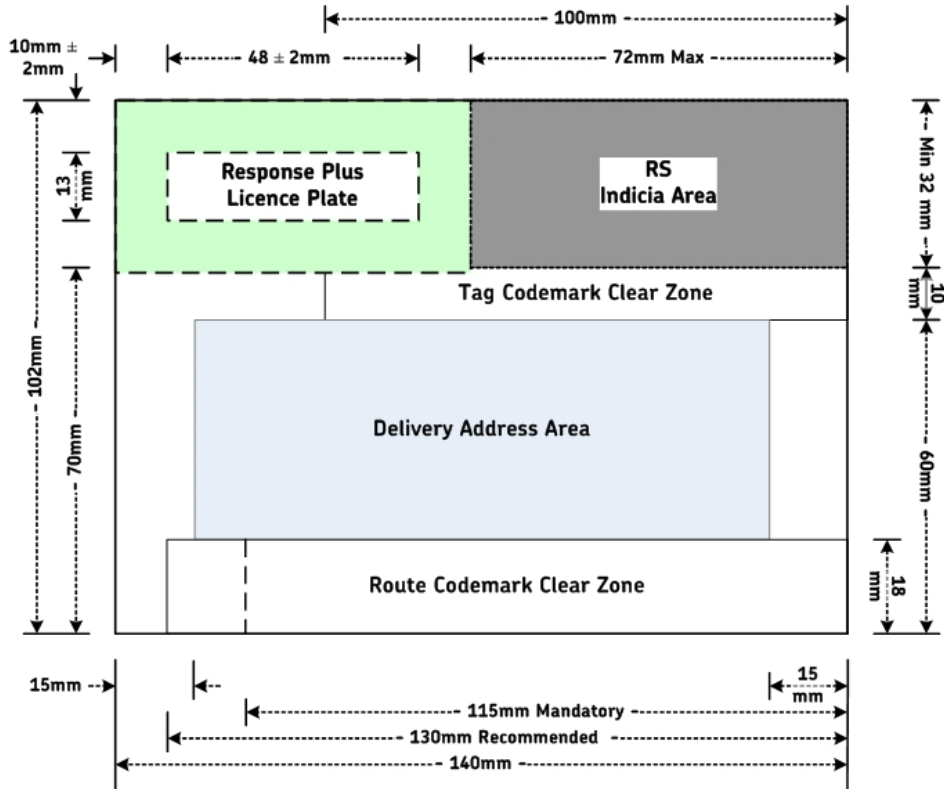 100mm
10mm ±
2mm
48 ± 2mm
72mm Max
Response Plus
Licence Plate
RS
Indicia Area
13
mm
Min 32 mm
Tag Codemark Clear Zone
10
mm
102mm
70mm
Delivery Address Area
60mm
Route Codemark Clear Zone
18
mm
15mm
15
mm
115mm Mandatory
130mm Recommended
140mm